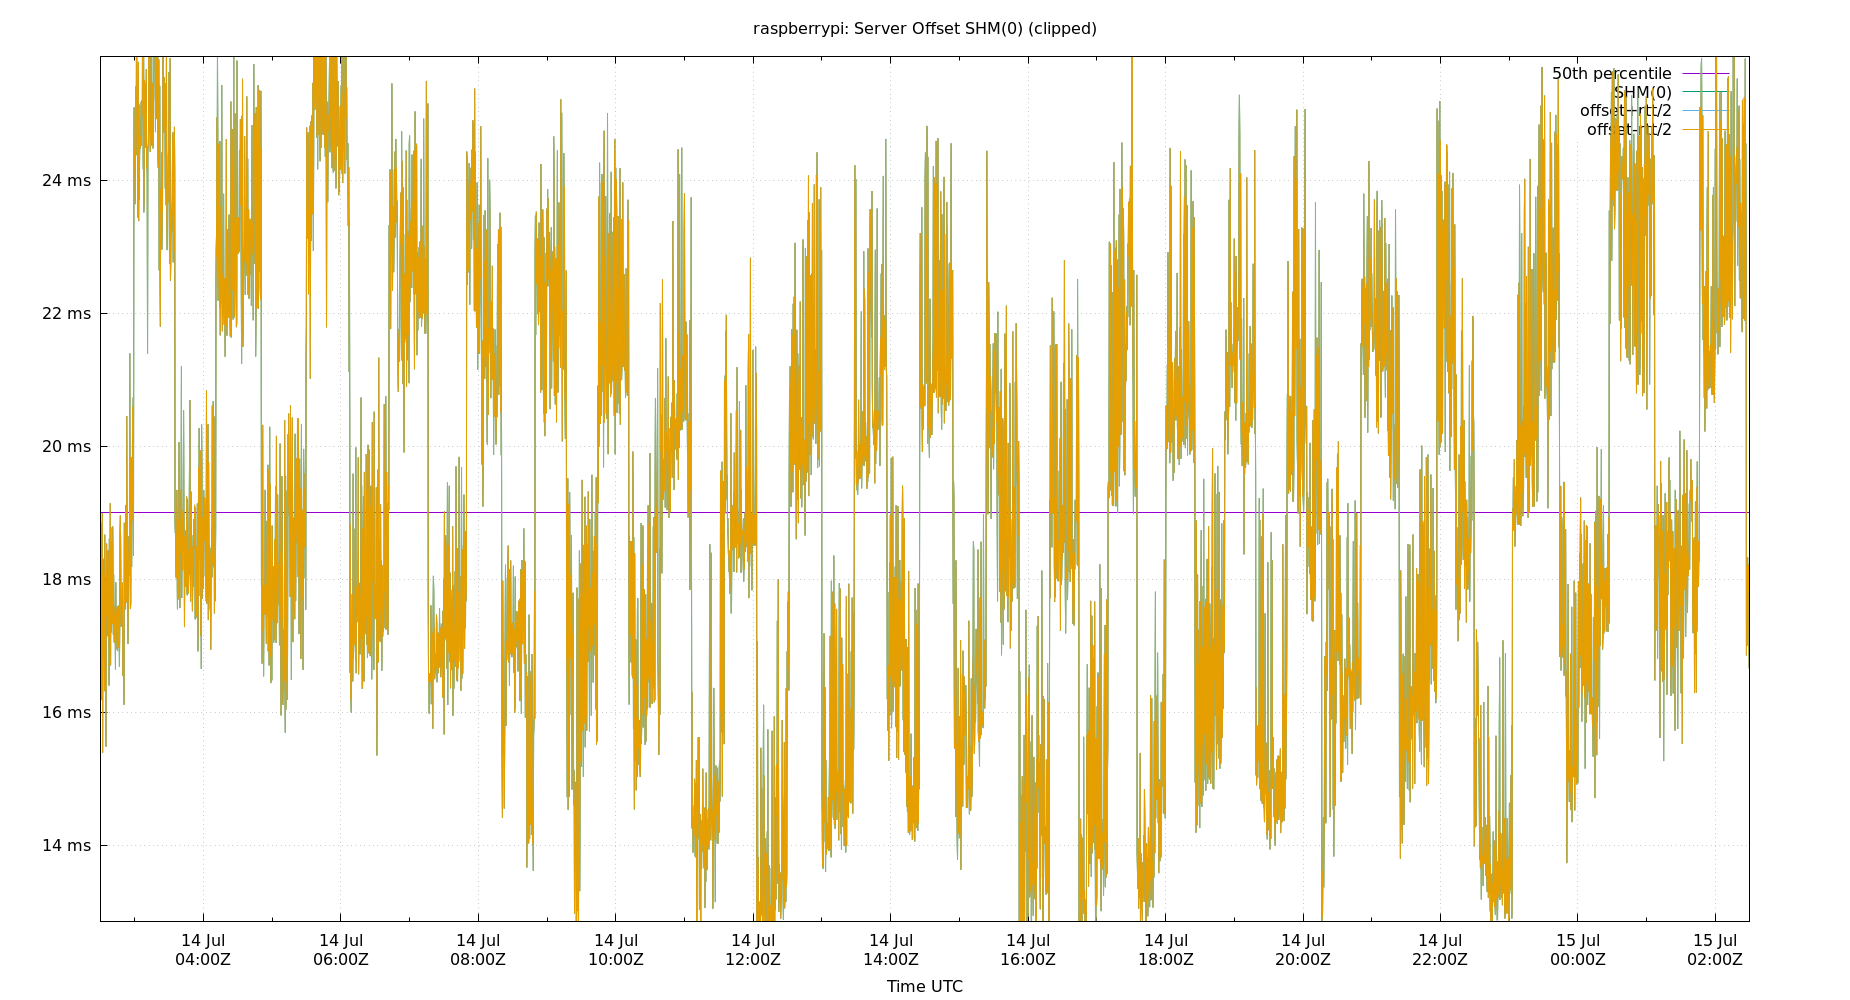 raspberrypi: Server Offset SHM(0) (clipped)
50th percentile
SHM(0)
offset+rtt/2
offset-rtt/2
24 ms
22 ms
20 ms
18 ms
16 ms
14 ms
14 Jul 14 Jul 14 Jul 14 Jul 14 Jul 14 Jul 14 Jul 14 Jul 14 Jul 14 Jul 15 Jul 15 Jul
04:00Z 06:00Z 08:00Z 10:00Z 12:00Z 14:00Z 16:00Z 18:00Z 20:00Z 22:00Z 00:00Z 02:00Z
Time UTC